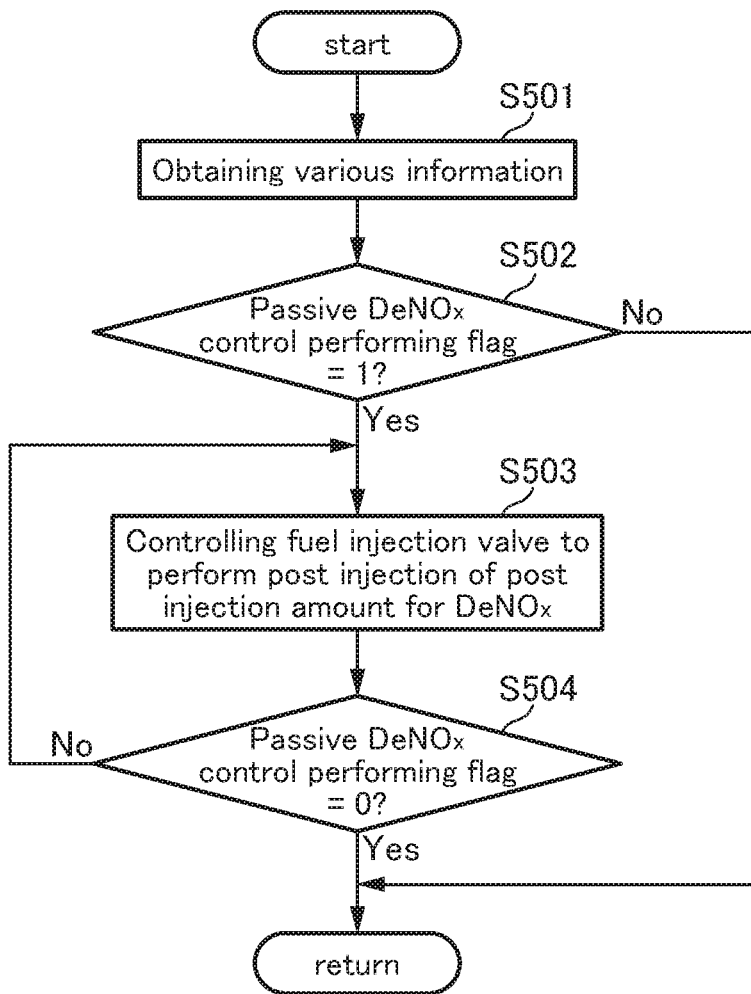 start
S501
Obtaining various information
S502
Passive DeNOx
control performing flag
= 1?
No
Yes
S503
Controlling fuel injection valve to
perform post injection of post
injection amount for DeNOx
S504
Passive DeNOx
control performing flag
= 0?
No
Yes
return